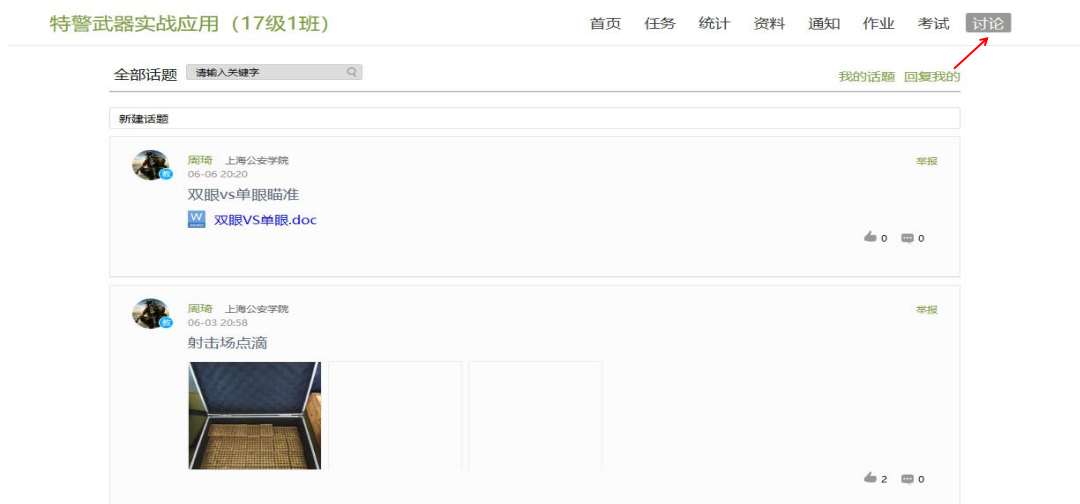 特警武器实战应用（17级1班）
首页 任务 统计 资料 通知 作业 考试 讨论
全部话题 请输入关键字
我的话题 回复我的
新建话题
周琦 上海公安学院 举报
06-06 20:20
双眼vs单眼瞄准
双眼VS单眼.doc
0 0
周琦 上海公安学院 举报
06-03 20:58
射击场点滴
2 0